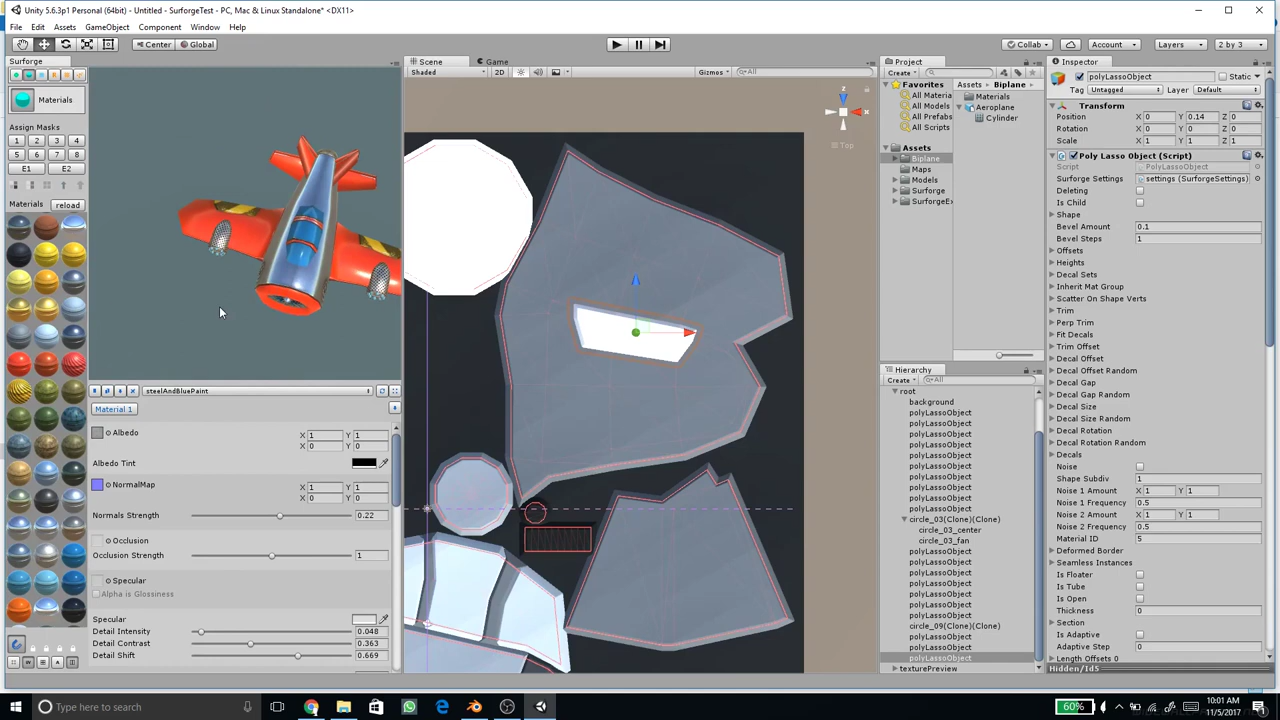 Unity 5.6.3p1 Personal (64bit) - Untitled - SurforgeTest - PC, Mac & Linux Standalone* <DX11>
File Edit Assets GameObject Component Window Help
Center Global Collab Account Layers 2 by 3
Surforge
Materials
Assign Masks
1 2 3 4
5 6 7 8
E1 E2
Materials reload
steelAndBluePaint
Material 1
Albedo X 1 Y 1
X 0 Y 0
Albedo Tint
NormalMap X 1 Y 1
X 0 Y 0
Normals Strength 0.22
Occlusion
Occlusion Strength 1
Specular
Alpha is Glossiness
Specular
Detail Intensity 0.048
Detail Contrast 0.363
Detail Shift 0.669
Scene Game
Shaded 2D Gizmos All
z
x
Top
Project
Create
Favorites
All Materia
All Models
All Prefabs
All Scripts
Assets
Biplane
Maps
Models
Surforge
SurforgeEx
Assets Biplane
Materials
Aeroplane
Cylinder
Hierarchy
Create All
root
background
polyLassoObject
polyLassoObject
polyLassoObject
polyLassoObject
polyLassoObject
polyLassoObject
polyLassoObject
polyLassoObject
polyLassoObject
polyLassoObject
circle_03(Clone)(Clone)
circle_03_center
circle_03_fan
polyLassoObject
polyLassoObject
polyLassoObject
polyLassoObject
polyLassoObject
polyLassoObject
circle_09(Clone)(Clone)
polyLassoObject
polyLassoObject
polyLassoObject
texturePreview
Inspector
polyLassoObject Static
Tag Untagged Layer Default
Transform
Position X 0 Y 0.14 Z 0
Rotation X 0 Y 0 Z 0
Scale X 1 Y 1 Z 1
Poly Lasso Object (Script)
Script PolyLassoObject
Surforge Settings settings (SurforgeSettings)
Deleting
Is Child
Shape
Bevel Amount 0.1
Bevel Steps 1
Offsets
Heights
Decal Sets
Inherit Mat Group
Scatter On Shape Verts
Trim
Perp Trim
Fit Decals
Trim Offset
Decal Offset
Decal Offset Random
Decal Gap
Decal Gap Random
Decal Size
Decal Size Random
Decal Rotation
Decal Rotation Random
Decals
Noise
Shape Subdiv 1
Noise 1 Amount X 1 Y 1
Noise 1 Frequency 0.5
Noise 2 Amount X 1 Y 1
Noise 2 Frequency 0.5
Material ID 5
Deformed Border
Seamless Instances
Is Floater
Is Tube
Is Open
Thickness 0
Section
Is Adaptive
Adaptive Step 0
Length Offsets 0
Hidden/Id5
Type here to search
60%
10:01 AM
11/5/2017